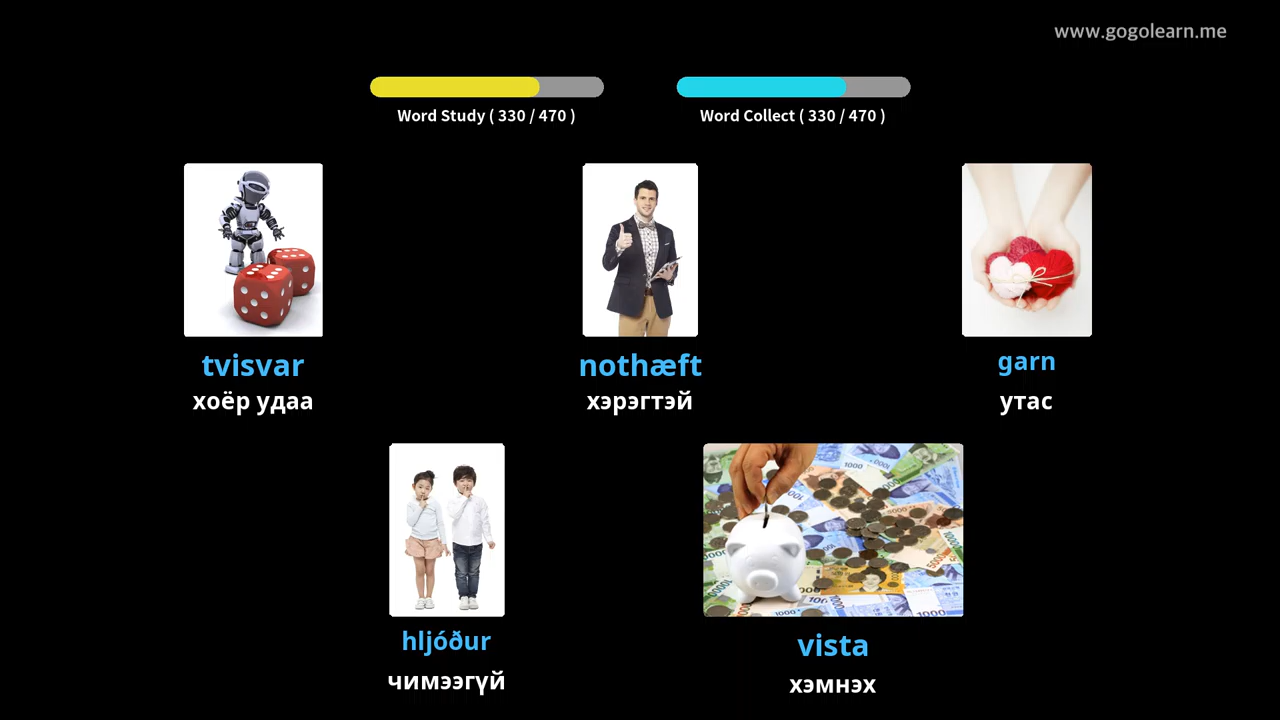 www.gogolearn.me
Word Study ( 330 / 470 )
Word Collect ( 330 / 470 )
tvisvar
хоёр удаа
nothæft
хэрэгтэй
garn
утас
hljóður
чимээгүй
vista
хэмнэх